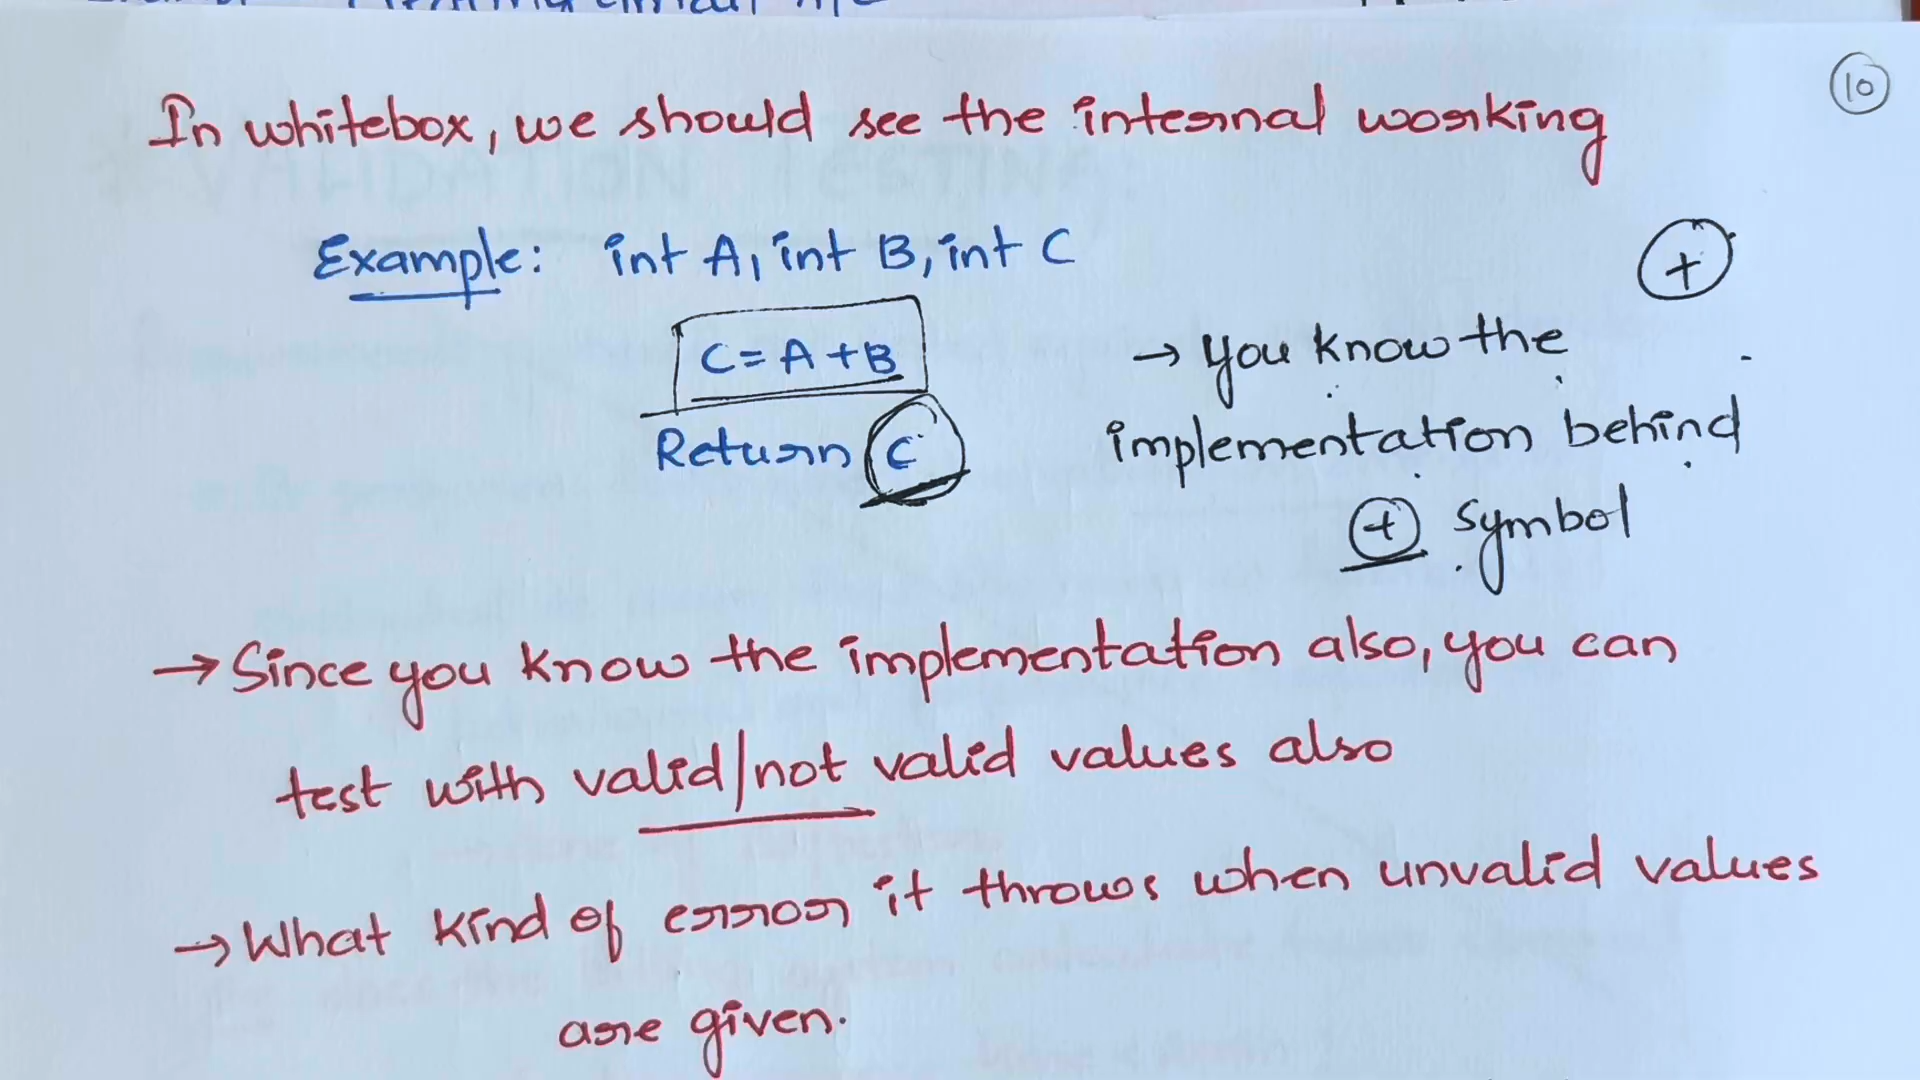 10
In whitebox, we should see the internal working
Example: int A, int B, int C
+
C = A + B
Return C
→ you know the
implementation behind
+ symbol
→ Since you know the implementation also, you can
test with valid/not valid values also
→ What kind of error it throws when unvalid values
are given.